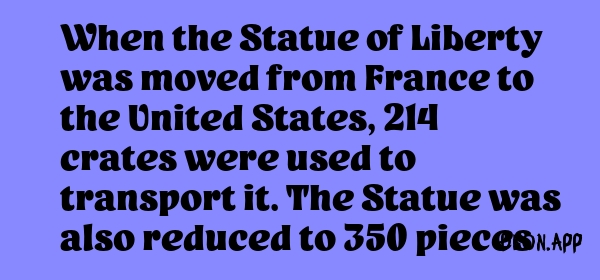 When the Statue of Liberty
was moved from France to
the United States, 214
crates were used to
transport it. The Statue was
also reduced to 350 pieces